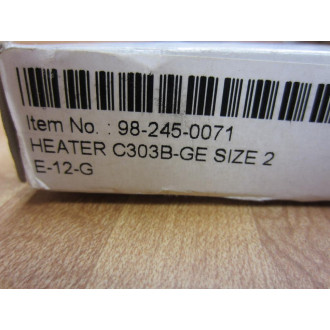 Item No. : 98-245-0071
HEATER C303B-GE SIZE 2
E-12-G